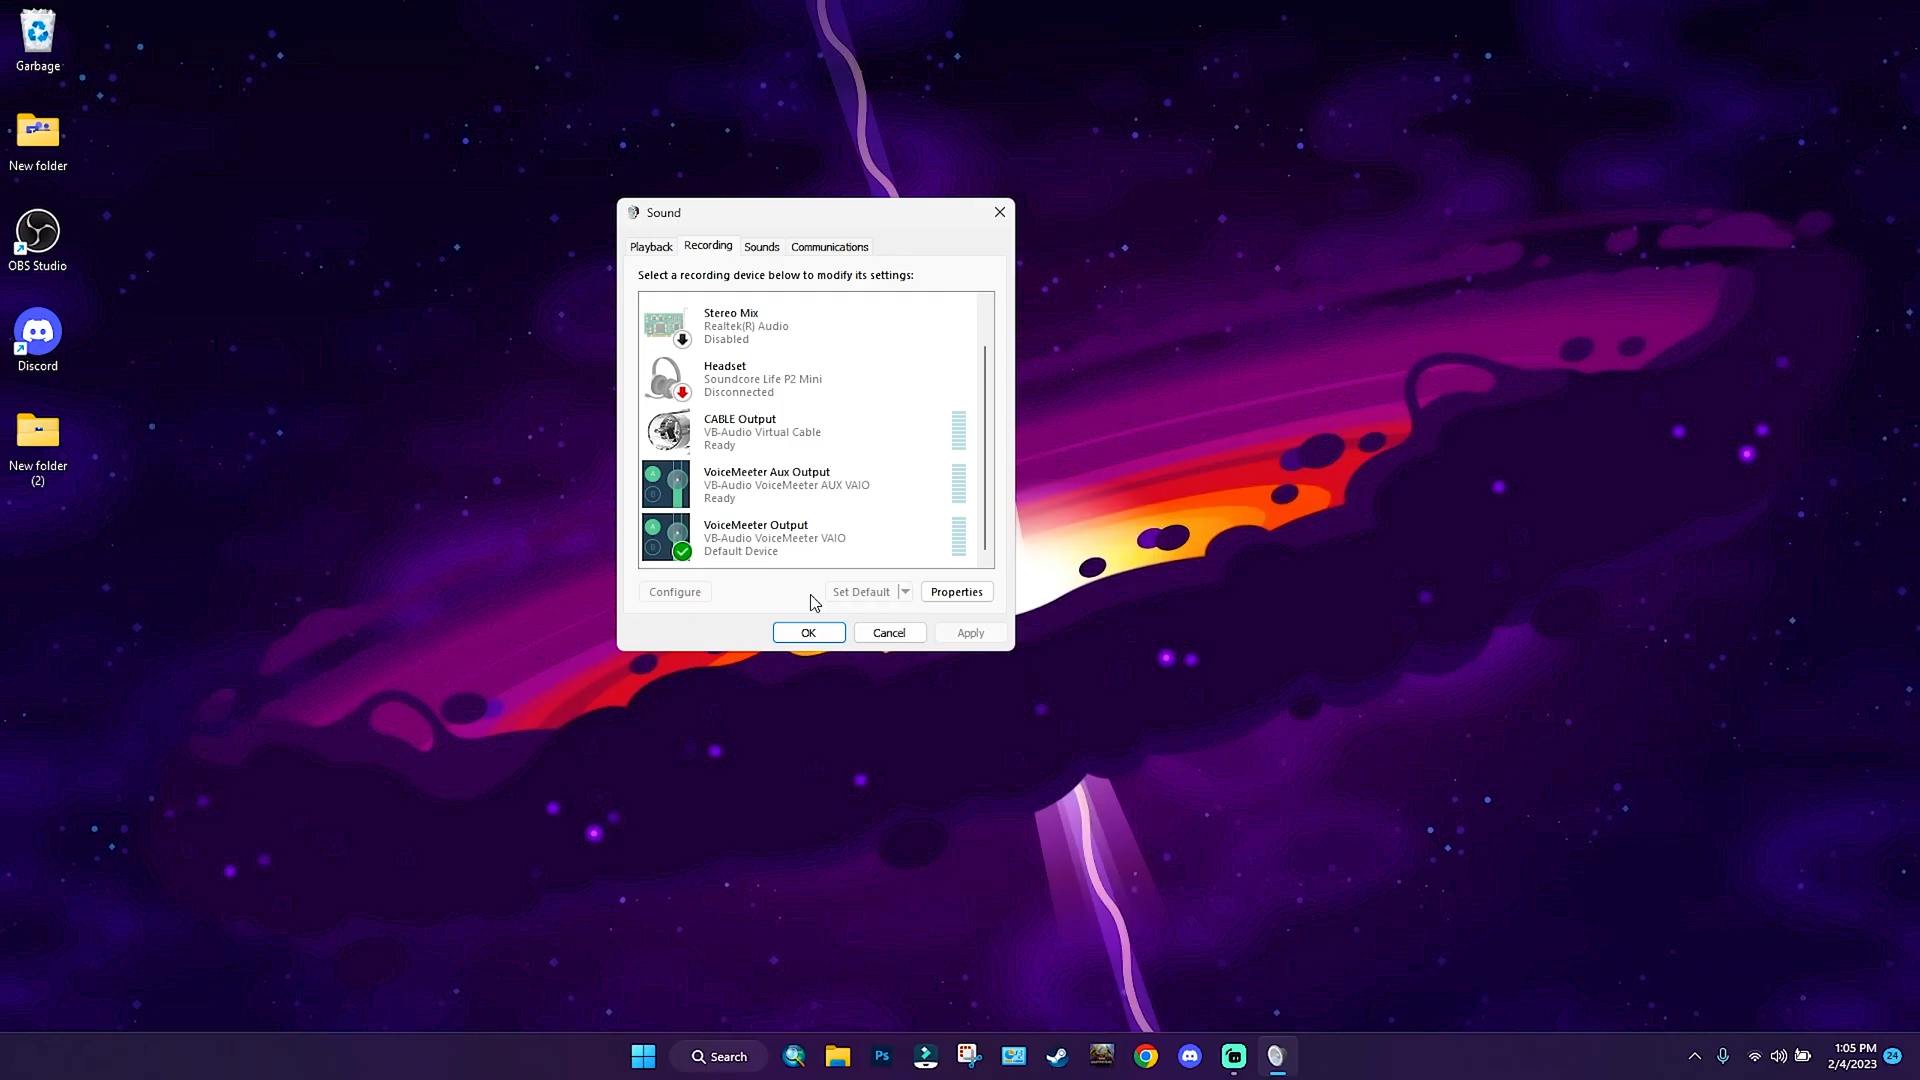 Garbage
New folder
OBS Studio
Discord
New folder
(2)
Sound
Playback
Recording
Sounds
Communications
Select a recording device below to modify its settings:
Stereo Mix
Realtek(R) Audio
Disabled
Headset
Soundcore Life P2 Mini
Disconnected
CABLE Output
VB-Audio Virtual Cable
Ready
VoiceMeeter Aux Output
VB-Audio VoiceMeeter AUX VAIO
Ready
VoiceMeeter Output
VB-Audio VoiceMeeter VAIO
Default Device
Configure
Set Default
Properties
OK
Cancel
Apply
Search
Ps
1:05 PM
2/4/2023
24